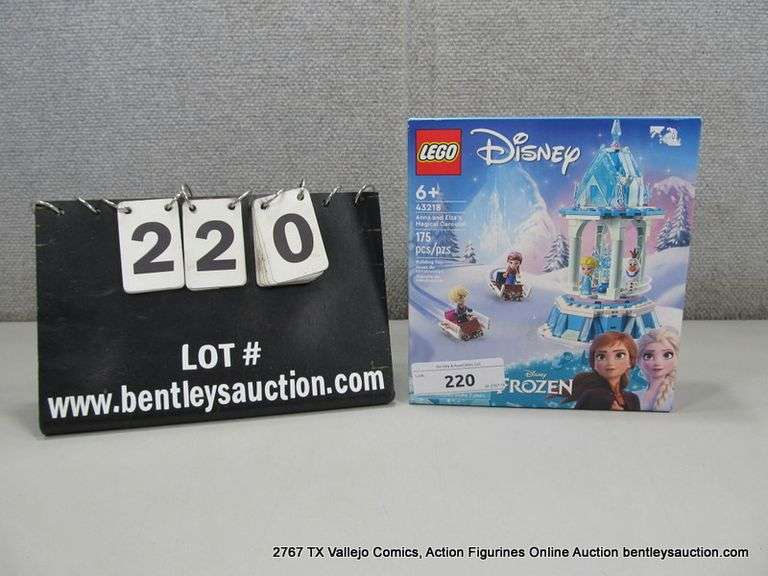 220
LOT #
www.bentleysauction.com
LEGO
Disney
6+
43218
Anna and Elsa's
Magical Carousel
175
pcs/pzs
220
Disney
FROZEN
2767 TX Vallejo Comics, Action Figurines Online Auction bentleysauction.com